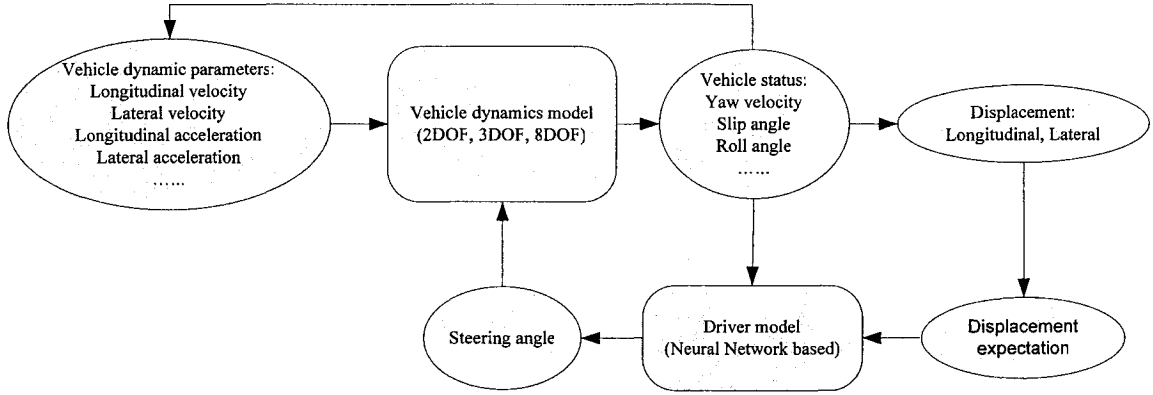 Vehicle dynamic parameters:
Longitudinal velocity
Lateral velocity
Longitudinal acceleration
Lateral acceleration
……
Vehicle dynamics model
(2DOF, 3DOF, 8DOF)
Vehicle status:
Yaw velocity
Slip angle
Roll angle
……
Displacement:
Longitudinal, Lateral
Steering angle
Driver model
(Neural Network based)
Displacement
expectation